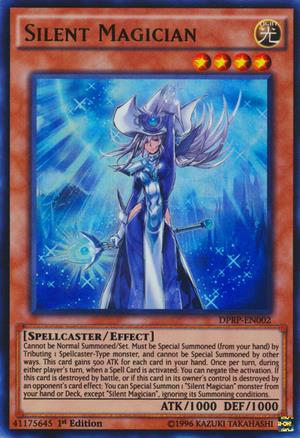 Silent Magician
LIGHT
光
DPRP-EN002
[Spellcaster/Effect]
Cannot be Normal Summoned/Set. Must be Special Summoned (from your hand) by
Tributing 1 Spellcaster-Type monster, and cannot be Special Summoned by other
ways. This card gains 500 ATK for each card in your hand. Once per turn, during
either player's turn, when a Spell Card is activated: You can negate the activation. If
this card is destroyed by battle, or if this card in its owner's control is destroyed by
an opponent's card effect: You can Special Summon 1 "Silent Magician" monster
from your hand or Deck, except "Silent Magician", ignoring its Summoning conditions.
ATK/1000 DEF/1000
41175645 1st Edition ©1996 KAZUKI TAKAHASHI